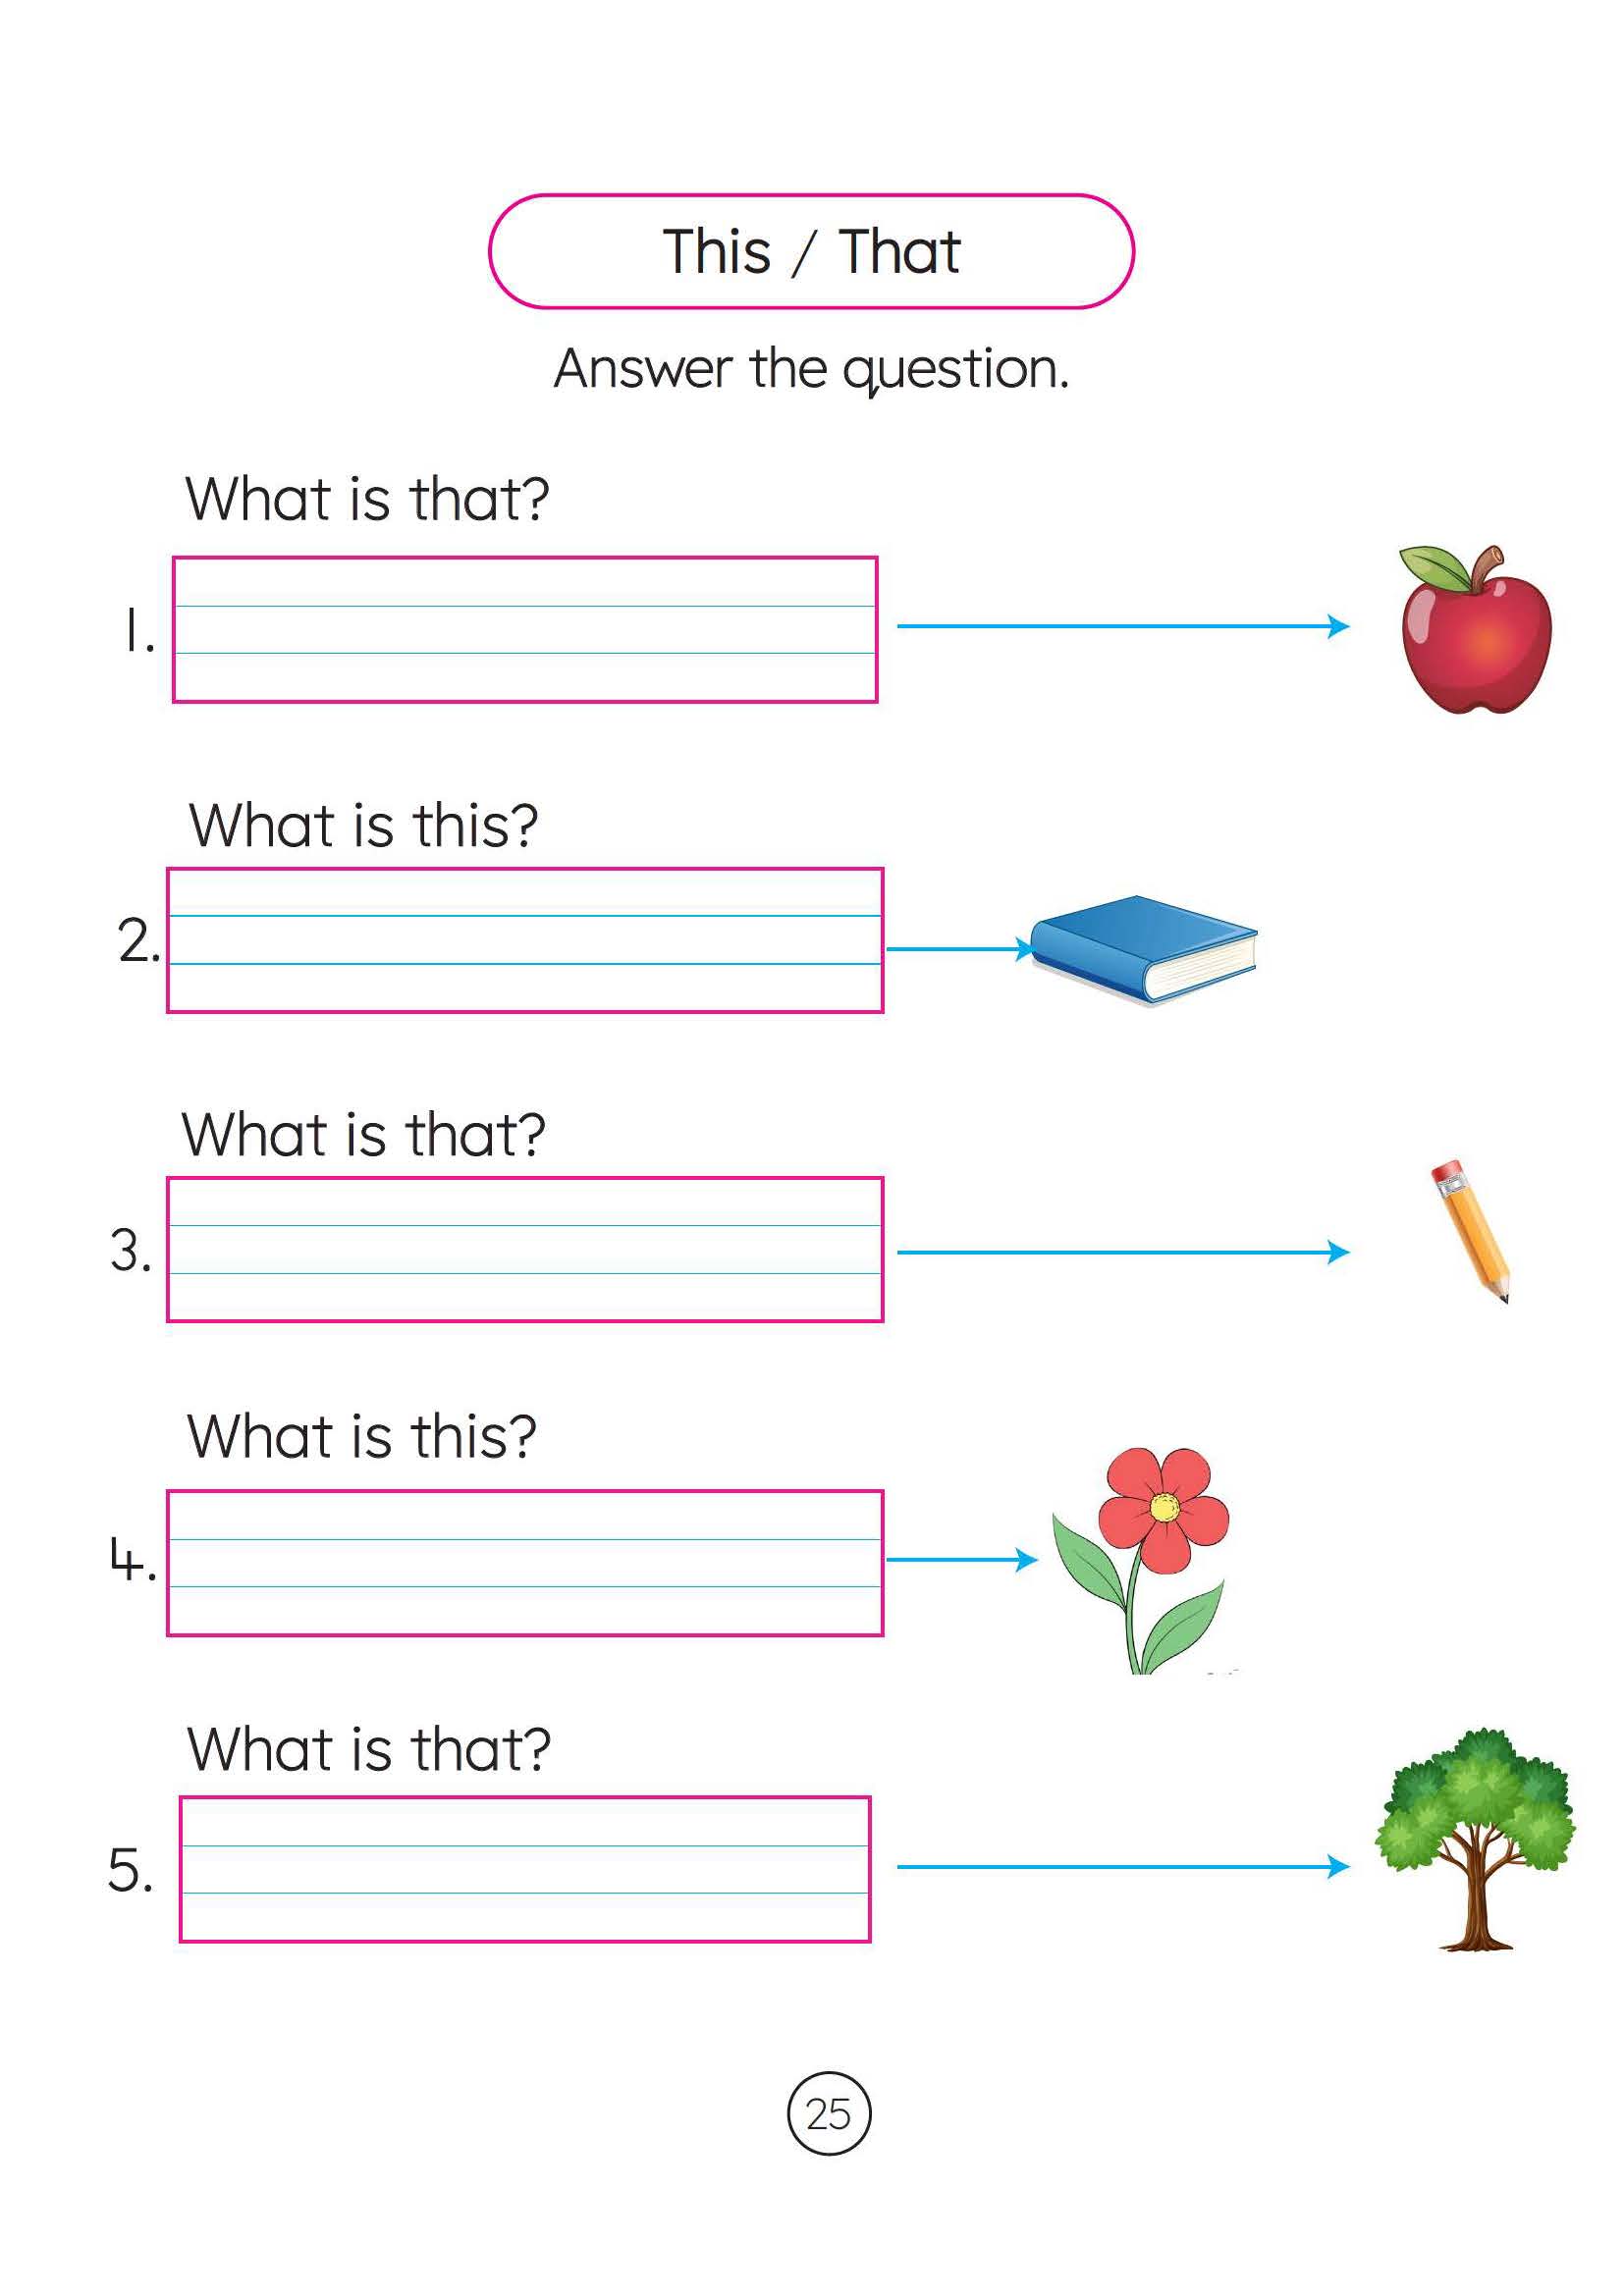 This / That
Answer the question.
What is that?
1.
What is this?
2.
What is that?
3.
What is this?
4.
What is that?
5.
25